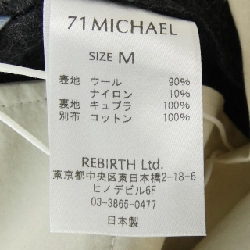 71 MICHAEL
SIZE M
表地 ウール 90%
ナイロン 10%
裏地 キュプラ 100%
別布 コットン 100%
REBIRTH Ltd.
東京都中央区東日本橋2-18-6
ヒノデビル6F
03-3866-0477
日本製